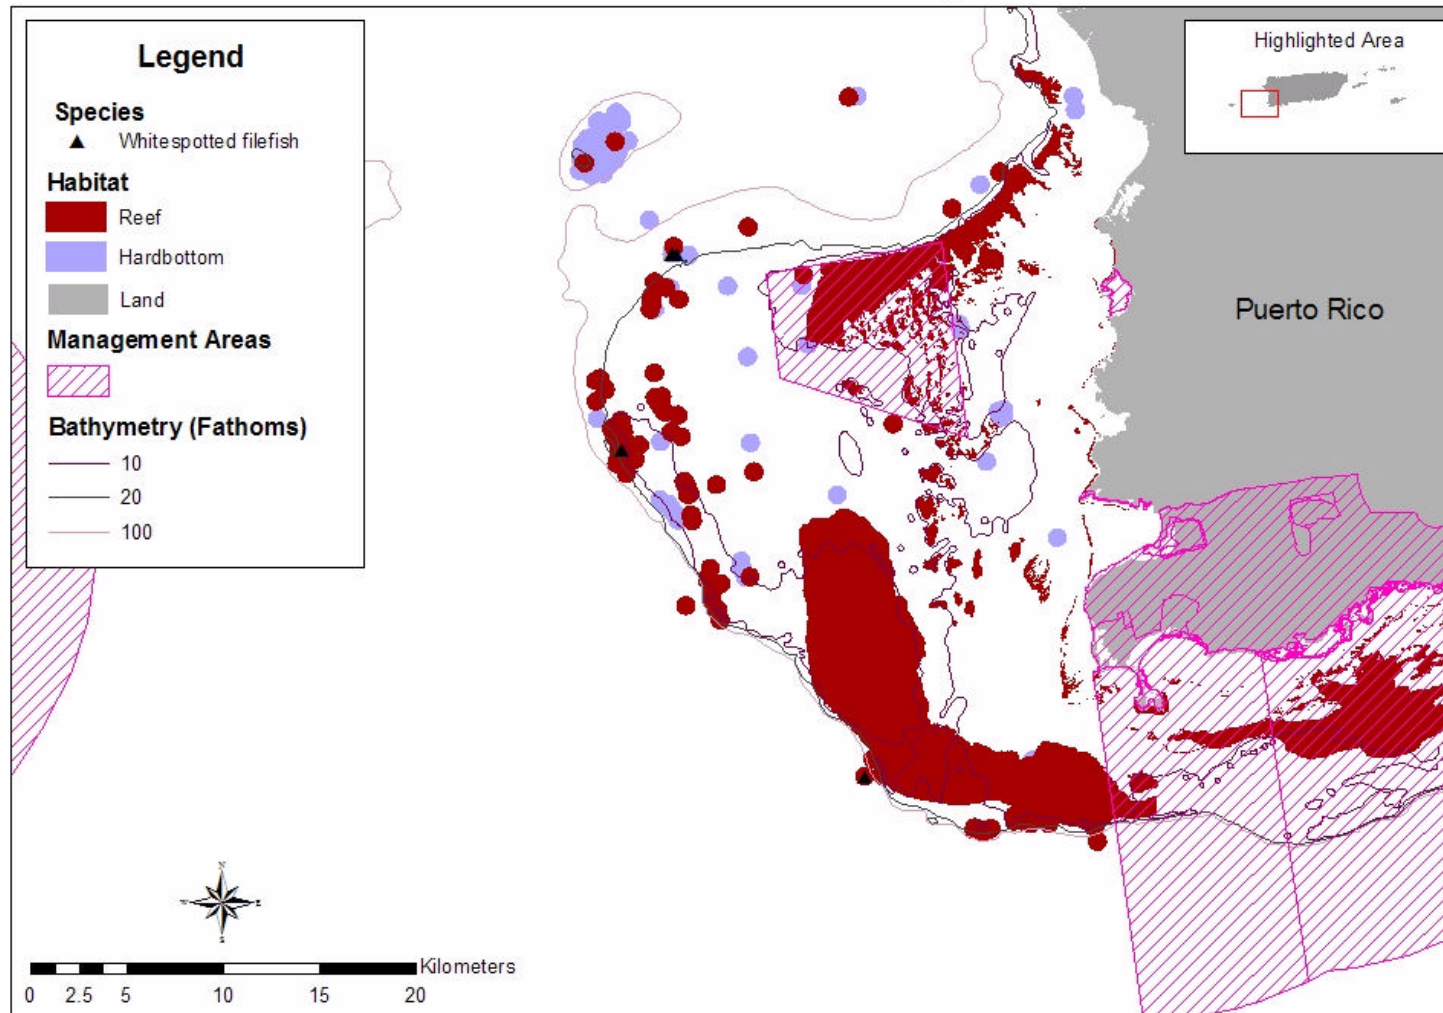 Legend
Species
Whitespotted filefish
Habitat
Reef
Hardbottom
Land
Management Areas
Bathymetry (Fathoms)
10
20
100
Highlighted Area
Puerto Rico
N
W E
S
Kilometers
0 2.5 5 10 15 20